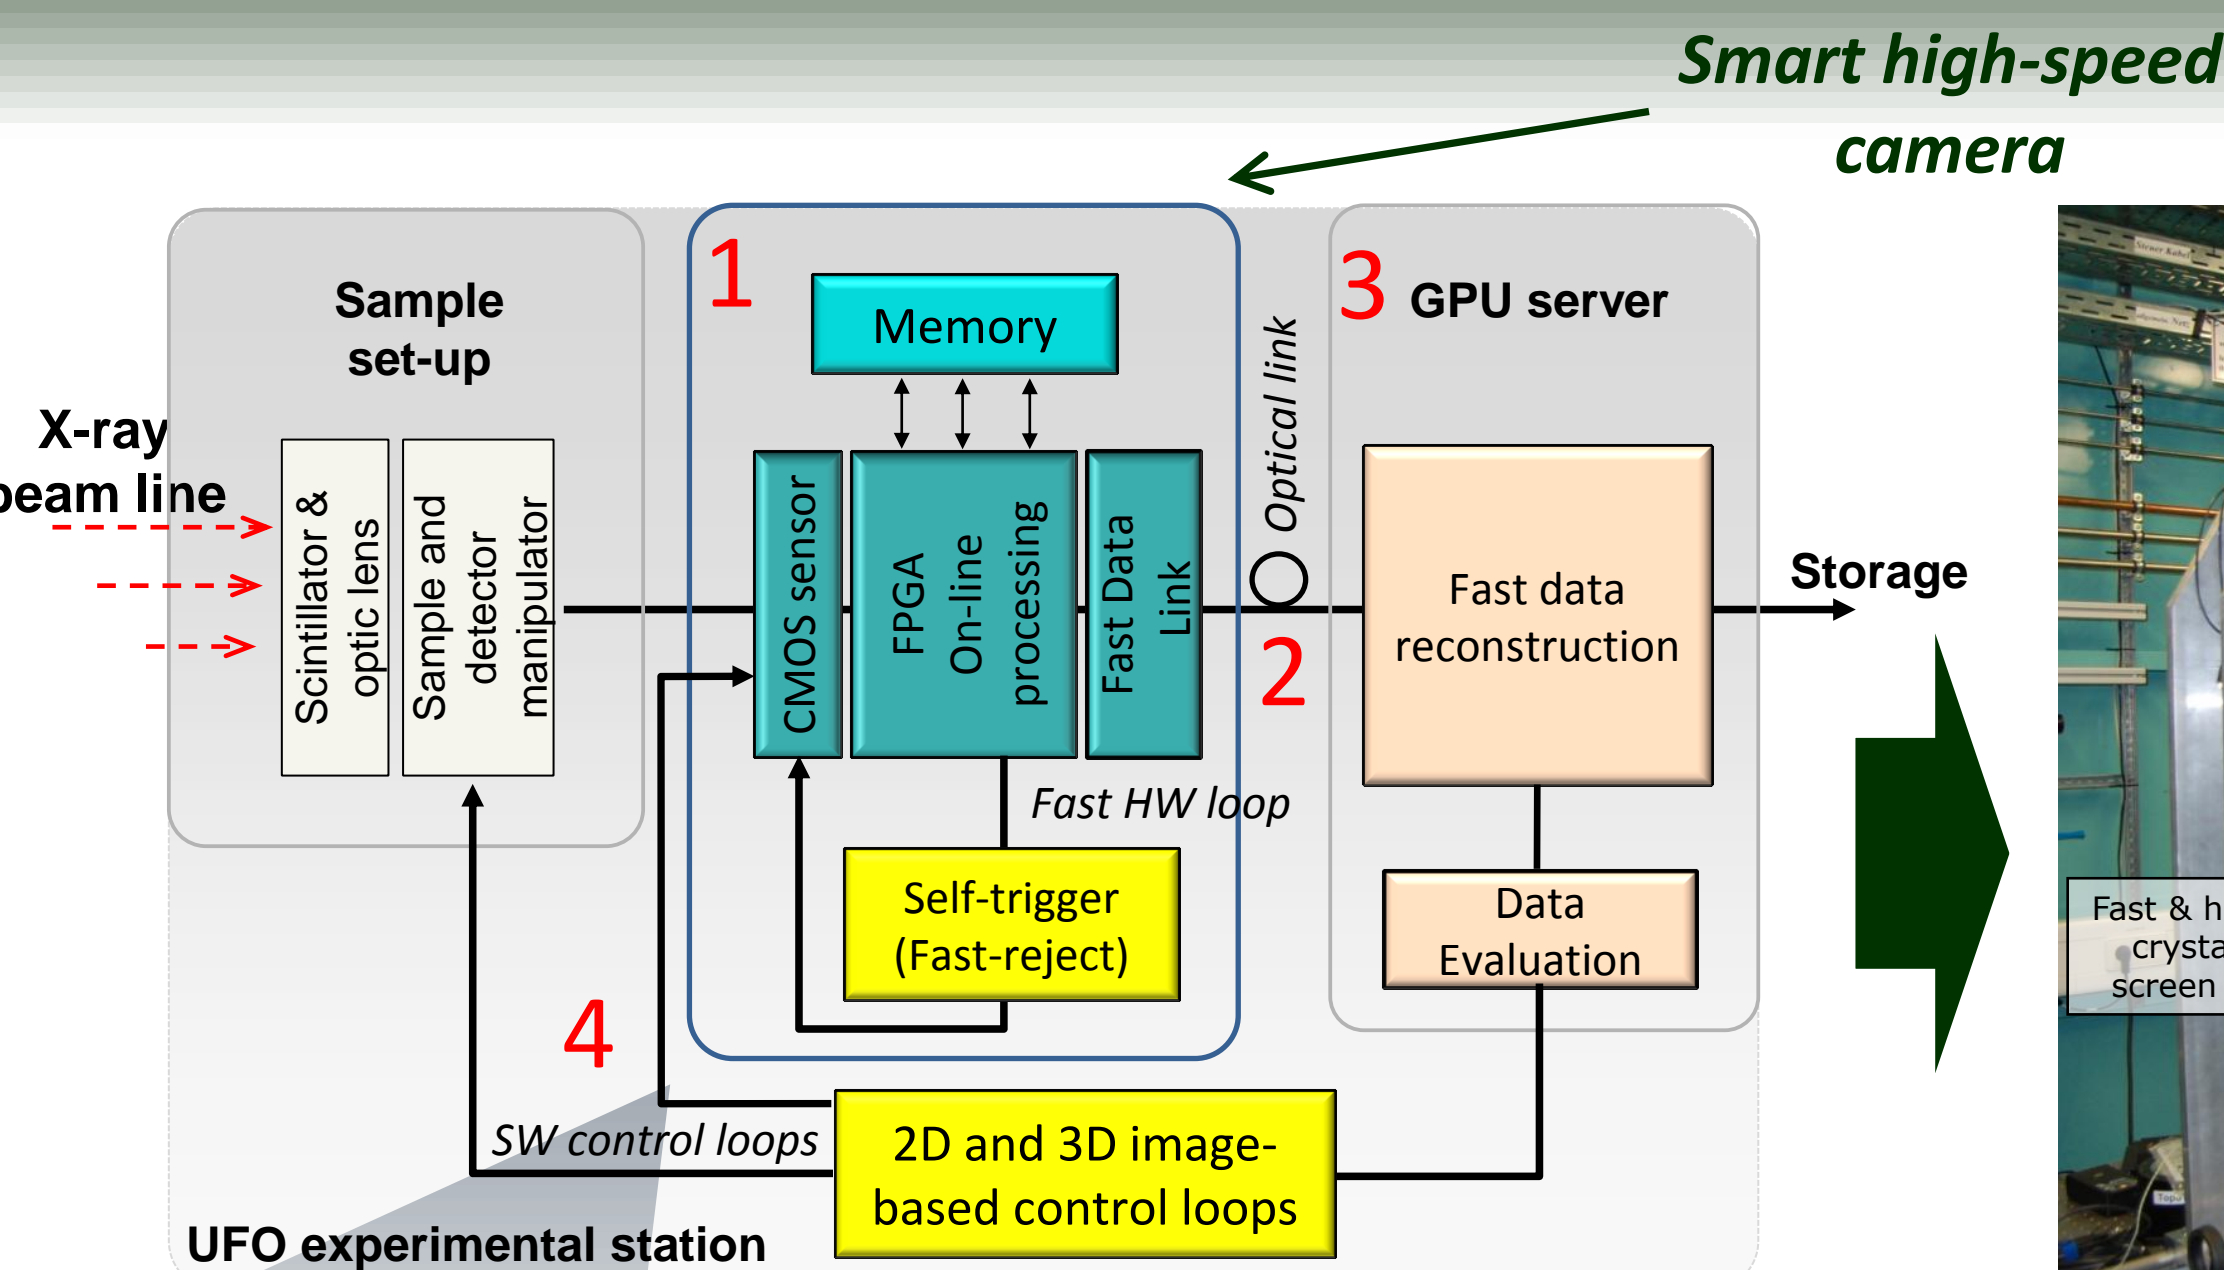 Smart high-speed
camera
1
3
Sample
set-up
Memory
GPU server
Optical link
X-ray
beam line
Scintillator &
optic lens
Sample and
detector
manipulator
CMOS sensor
FPGA
On-line
processing
Fast Data
Link
2
Fast data
reconstruction
Storage
Fast HW loop
Self-trigger
(Fast-reject)
Data
Evaluation
4
SW control loops
2D and 3D image-
based control loops
UFO experimental station
Steuer Kabel
Fast & h
crysta
screen